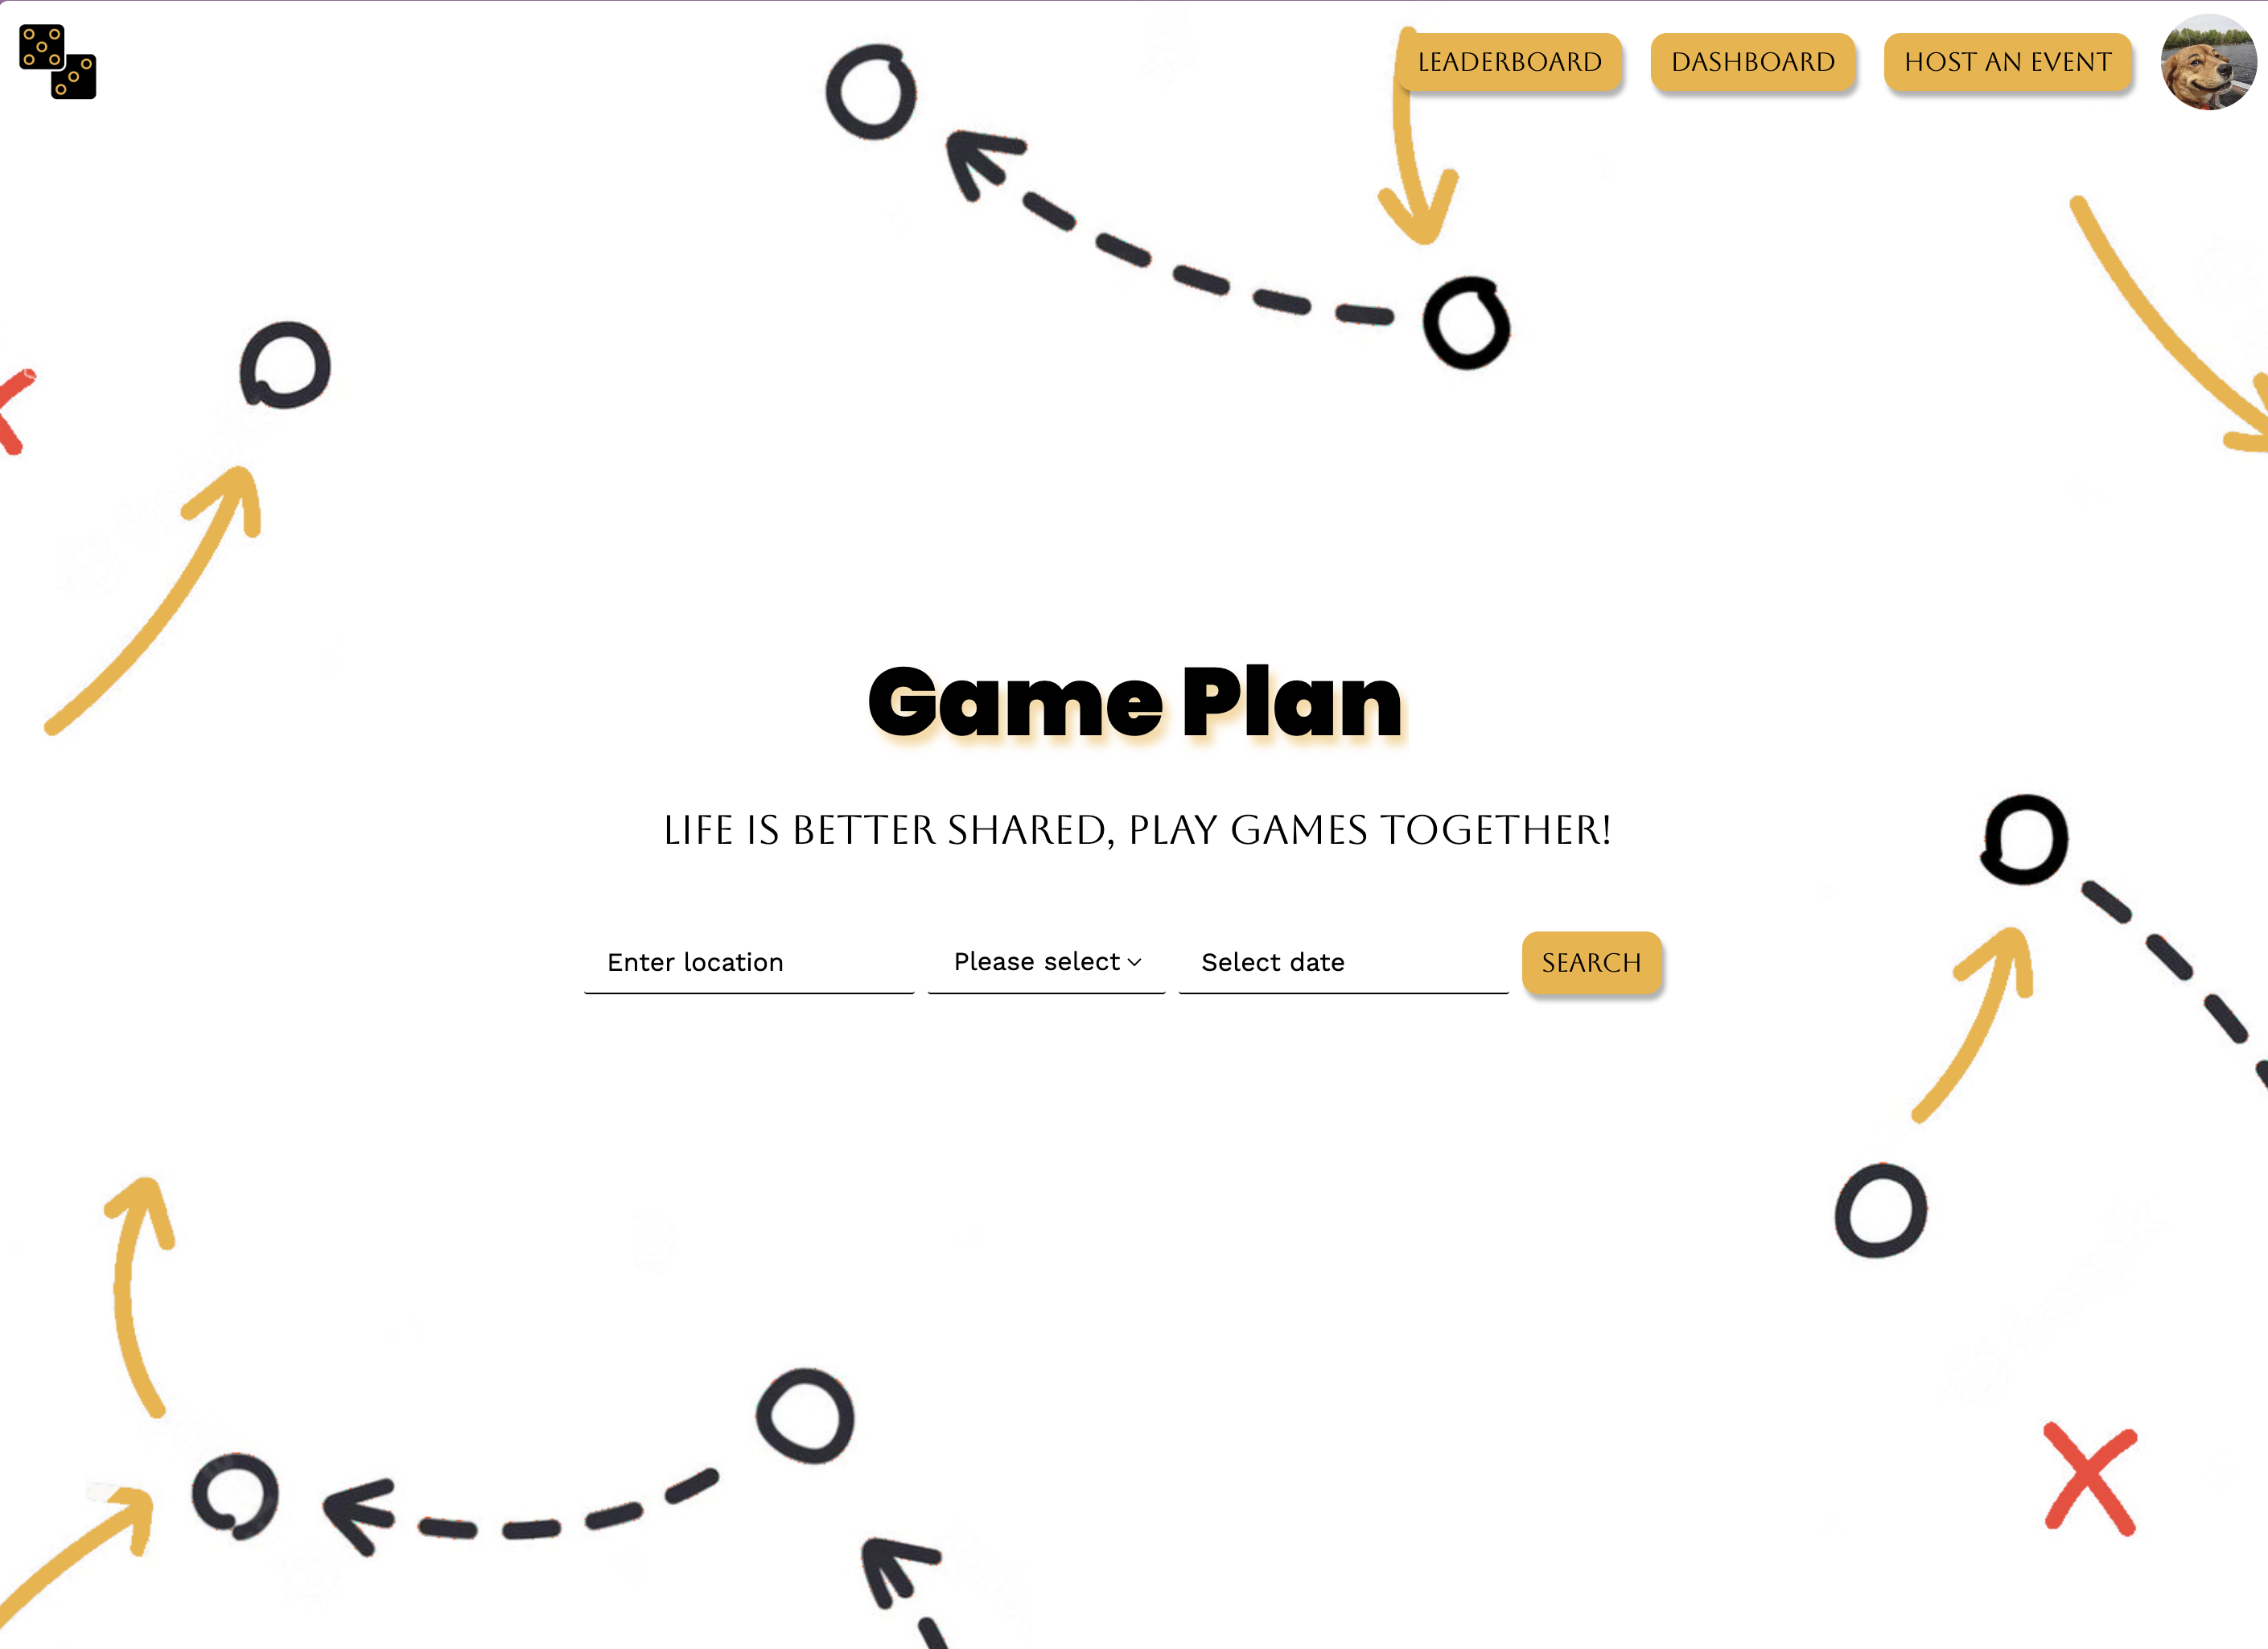 LEADERBOARD DASHBOARD HOST AN EVENT
Game Plan
LIFE IS BETTER SHARED, PLAY GAMES TOGETHER!
Enter location Please select Select date SEARCH